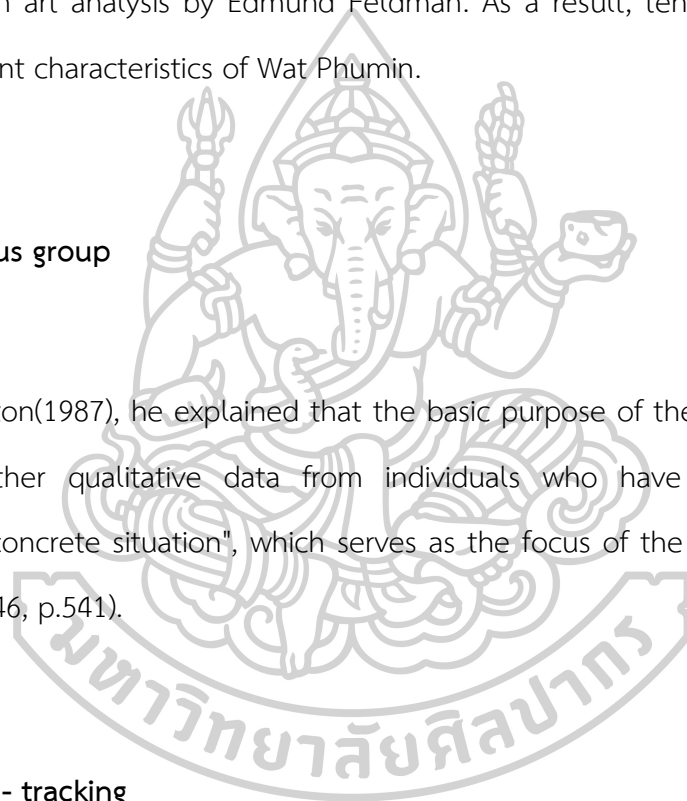 n art analysis by Edmund Feldman. As a result, ten
nt characteristics of Wat Phumin.
us group
ton(1987), he explained that the basic purpose of the
ther qualitative data from individuals who have
concrete situation", which serves as the focus of the
46, p.541).
มหาวิทยาลัยศิลปากร
- tracking